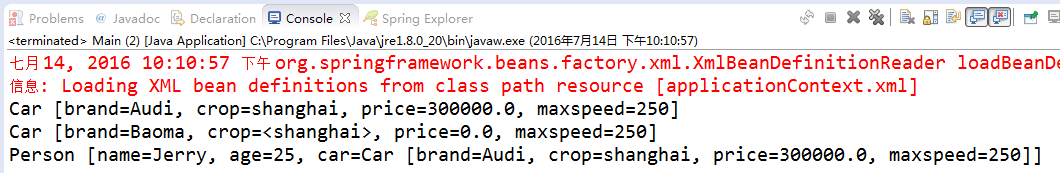 Problems @ Javadoc Declaration Console Spring Explorer
<terminated> Main (2) [Java Application] C:\Program Files\Java\jre1.8.0_20\bin\javaw.exe (2016年7月14日 下午10:10:57)
七月14, 2016 10:10:57 下午org.springframework.beans.factory.xml.XmlBeanDefinitionReader loadBeanDe
信息: Loading XML bean definitions from class path resource [applicationContext.xml]
Car [brand=Audi, crop=shanghai, price=300000.0, maxspeed=250]
Car [brand=Baoma, crop=<shanghai>, price=0.0, maxspeed=250]
Person [name=Jerry, age=25, car=Car [brand=Audi, crop=shanghai, price=300000.0, maxspeed=250]]